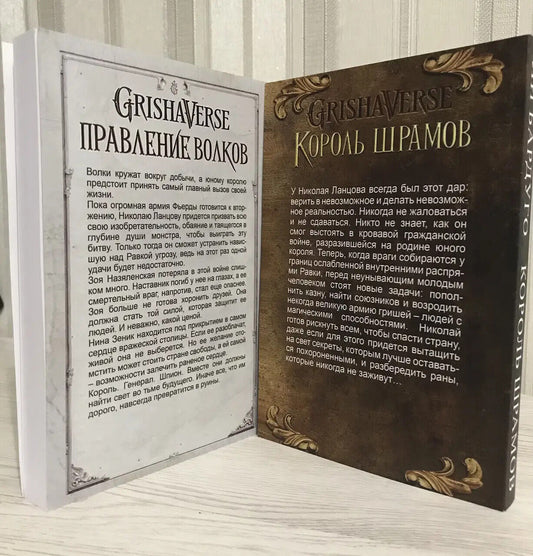 GRISHAVERSE
ПРАВЛЕНИЕ ВОЛКОВ
Волки кружат вокруг добычи, а юному королю
предстоит принять самый главный вызов своей
жизни.
Пока огромная армия Фьерды готовится к втор-
жению, Николаю Ланцову придется призвать всю
свою изобретательность, обаяние и таящегося в
глубине души монстра, чтобы выиграть эту
битву. Только тогда он сможет устранить навис-
шую над Равкой угрозу, ведь на этот раз одной
удачи будет недостаточно.
Зоя Назяленская потеряла в этой войне слиш-
ком много. Наставник погиб у нее на глазах, а ее
смертельный враг, напротив, стал еще опаснее.
Зоя больше не готова хоронить друзей. Она
должна стать той силой, которая защитит ее
людей. И неважно, какой ценой.
Нина Зеник находится под прикрытием в самом
сердце вражеской столицы. Если ее разоблачат,
живой она не выберется. Но ее желание ото-
мстить может стоить стране свободы, а ей самой
– возможности залечить раненое сердце.
Король. Генерал. Шпион. Вместе они должны
найти свет во тьме будущего. Иначе все, что им
дорого, навсегда превратится в руины.
GRISHAVERSE
КОРОЛЬ ШРАМОВ
У Николая Ланцова всегда был этот дар:
верить в невозможное и делать невозмож-
ное реальностью. Никогда не жаловаться
и не сдаваться. Никто не знает, как он
смог выстоять в кровавой гражданской
войне, разразившейся на родине юного
короля. Теперь, когда враги собираются у
границ ослабленной внутренними распря-
ми Равки, перед неунывающим молодым
человеком стоят новые задачи: попол-
нить казну, найти союзников и возродить
некогда великую армию гришей – людей с
магическими способностями. Николай
готов рискнуть всем, чтобы спасти страну,
даже если для этого придется вытащить
на свет секреты, которым лучше оставать-
ся похороненными, и разбередить раны,
которые никогда не заживут…
БАРДУГО КОРОЛЬ ШРАМОВ